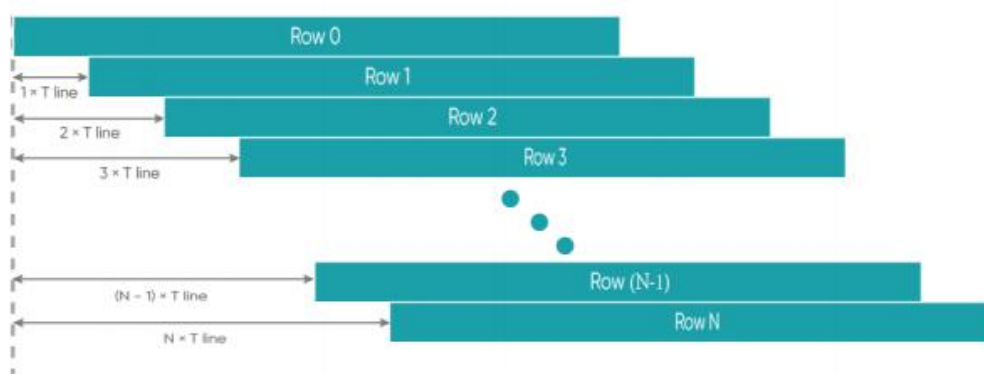 Row 0
Row 1
1 × T line
Row 2
2 × T line
Row 3
3 × T line
Row (N-1)
(N – 1) × T line
Row N
N × T line